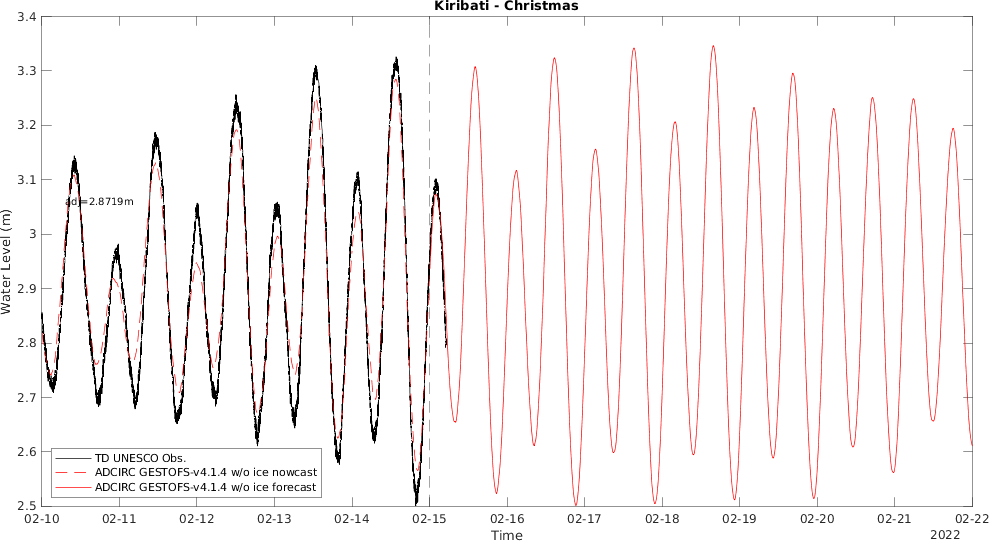 Kiribati - Christmas
3.4
3.3
3.2
3.1
3
2.9
2.8
2.7
2.6
2.5
Water Level (m)
adj=2.8719m
TD UNESCO Obs.
ADCIRC GESTOFS-v4.1.4 w/o ice nowcast
ADCIRC GESTOFS-v4.1.4 w/o ice forecast
02-10 02-11 02-12 02-13 02-14 02-15 02-16 02-17 02-18 02-19 02-20 02-21 02-22
Time
2022